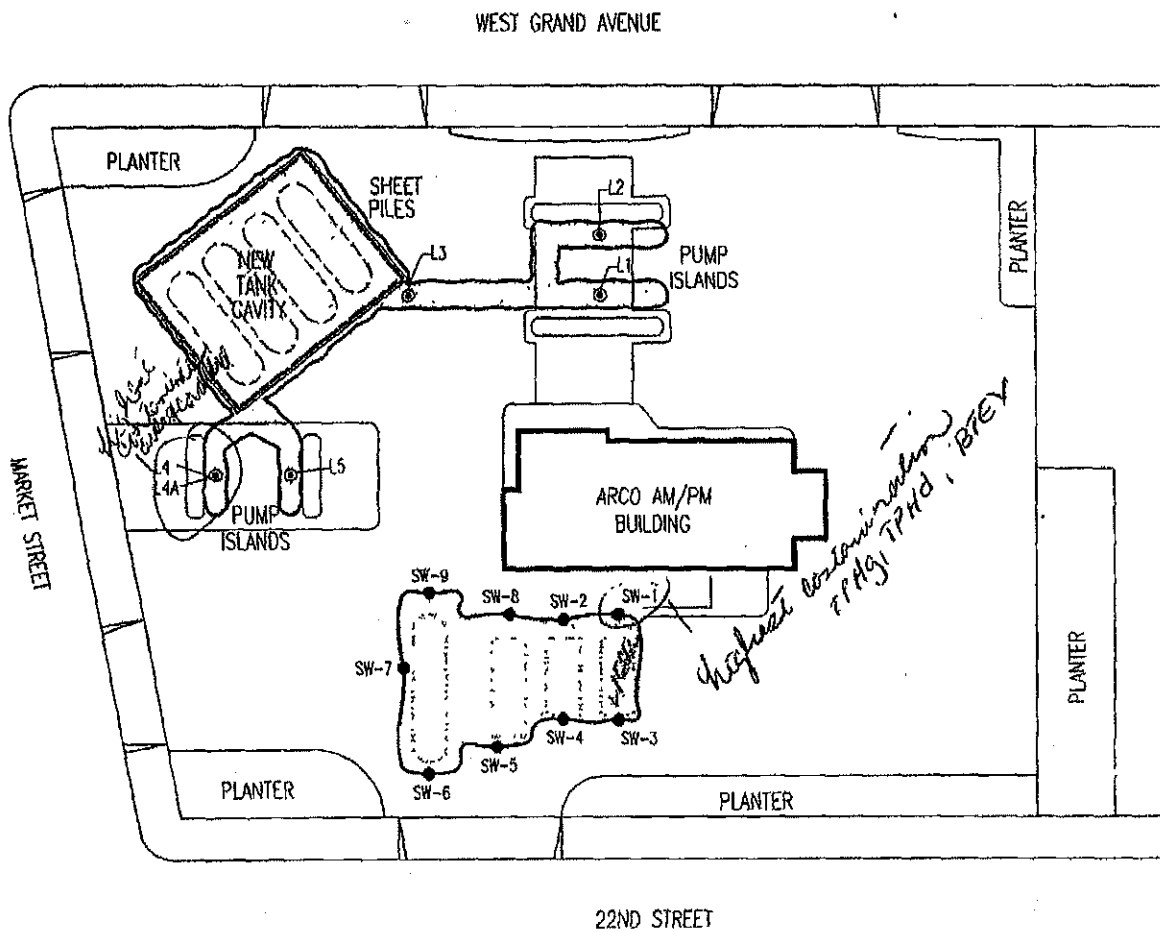 WEST GRAND AVENUE
PLANTER
SHEET
PILES
L2
L3
NEW
TANK
CAVITY
PUMP
ISLANDS
L1
PLANTER
L4
L4A
L5
PUMP
ISLANDS
MARKET STREET
ARCO AM/PM
BUILDING
highest contamination
TPHg, TPHd, BTEX
SW-9
SW-8
SW-2
SW-1
SW-7
SW-4
SW-3
SW-5
SW-6
PLANTER
PLANTER
PLANTER
22ND STREET